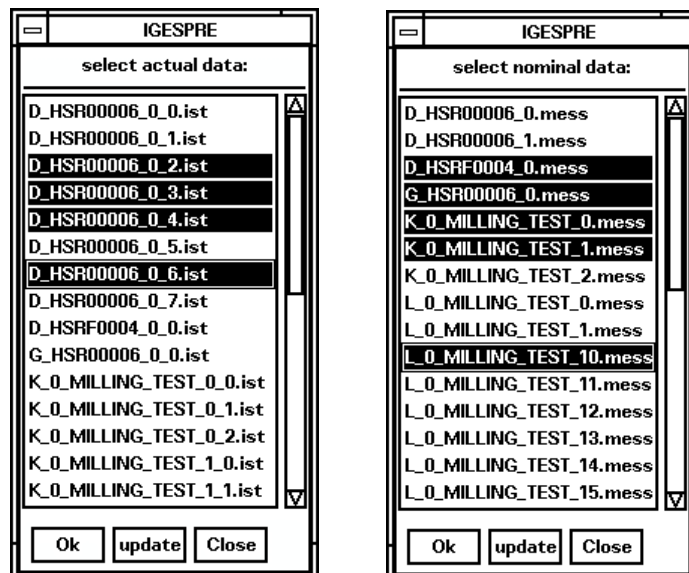 IGESPRE
select actual data:
D_HSR00006_0_0.ist
D_HSR00006_0_1.ist
D_HSR00006_0_2.ist
D_HSR00006_0_3.ist
D_HSR00006_0_4.ist
D_HSR00006_0_5.ist
D_HSR00006_0_6.ist
D_HSR00006_0_7.ist
D_HSRF0004_0_0.ist
G_HSR00006_0_0.ist
K_0_MILLING_TEST_0_0.ist
K_0_MILLING_TEST_0_1.ist
K_0_MILLING_TEST_0_2.ist
K_0_MILLING_TEST_1_0.ist
K_0_MILLING_TEST_1_1.ist
Ok update Close
IGESPRE
select nominal data:
D_HSR00006_0.mess
D_HSR00006_1.mess
D_HSRF0004_0.mess
G_HSR00006_0.mess
K_0_MILLING_TEST_0.mess
K_0_MILLING_TEST_1.mess
K_0_MILLING_TEST_2.mess
L_0_MILLING_TEST_0.mess
L_0_MILLING_TEST_1.mess
L_0_MILLING_TEST_10.mess
L_0_MILLING_TEST_11.mess
L_0_MILLING_TEST_12.mess
L_0_MILLING_TEST_13.mess
L_0_MILLING_TEST_14.mess
L_0_MILLING_TEST_15.mess
Ok update Close